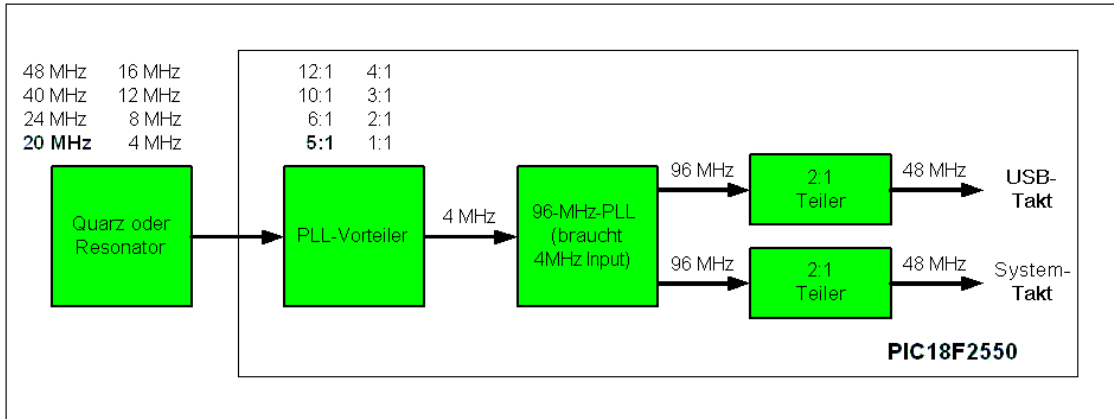 48 MHz 16 MHz
40 MHz 12 MHz
24 MHz 8 MHz
20 MHz 4 MHz
12:1 4:1
10:1 3:1
6:1 2:1
5:1 1:1
Quarz oder
Resonator
PLL-Vorteiler
4 MHz
96-MHz-PLL
(braucht
4MHz Input)
96 MHz
2:1
Teiler
48 MHz
USB-
Takt
96 MHz
2:1
Teiler
48 MHz
System-
Takt
PIC18F2550